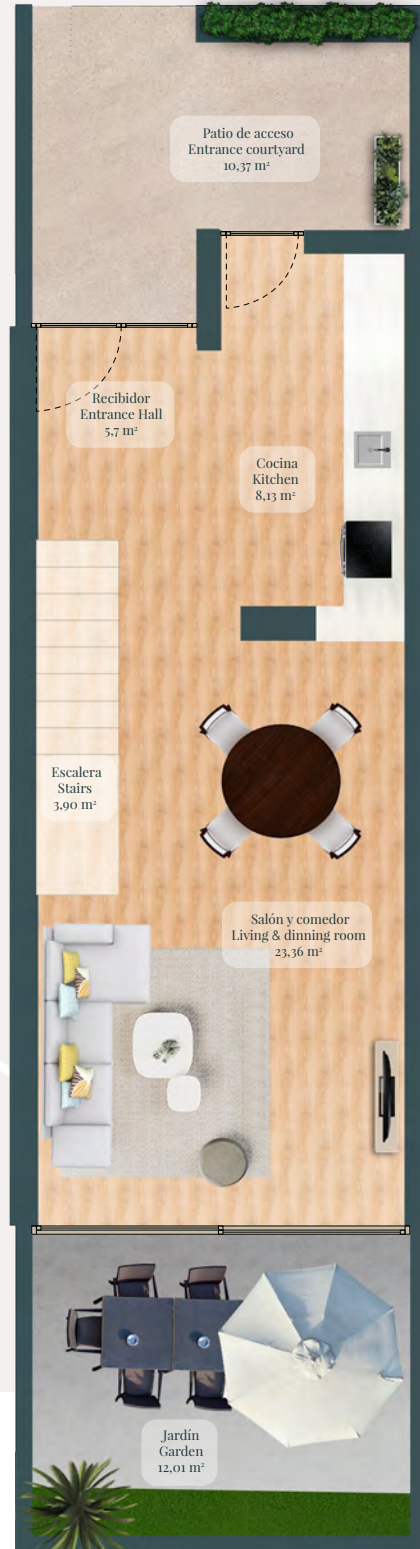 Patio de acceso
Entrance courtyard
10,37 m²
Recibidor
Entrance Hall
5,7 m²
Cocina
Kitchen
8,13 m²
Escalera
Stairs
3,90 m²
Salón y comedor
Living & dinning room
23,36 m²
Jardín
Garden
12,01 m²